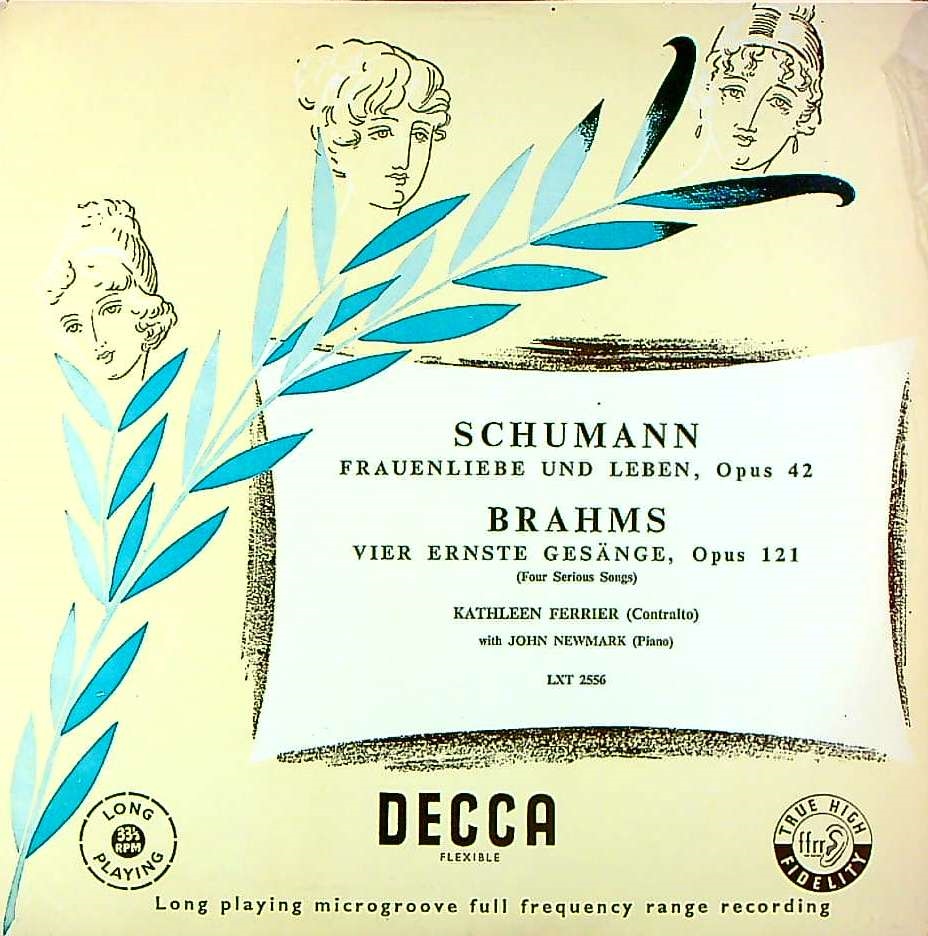 SCHUMANN
FRAUENLIEBE UND LEBEN, Opus 42
BRAHMS
VIER ERNSTE GESÄNGE, Opus 121
(Four Serious Songs)
KATHLEEN FERRIER (Contralto)
with JOHN NEWMARK (Piano)
LXT 2556
LONG
33⅓
RPM
PLAYING
DECCA
FLEXIBLE
TRUE HIGH
ffrr
FIDELITY
Long playing microgroove full frequency range recording